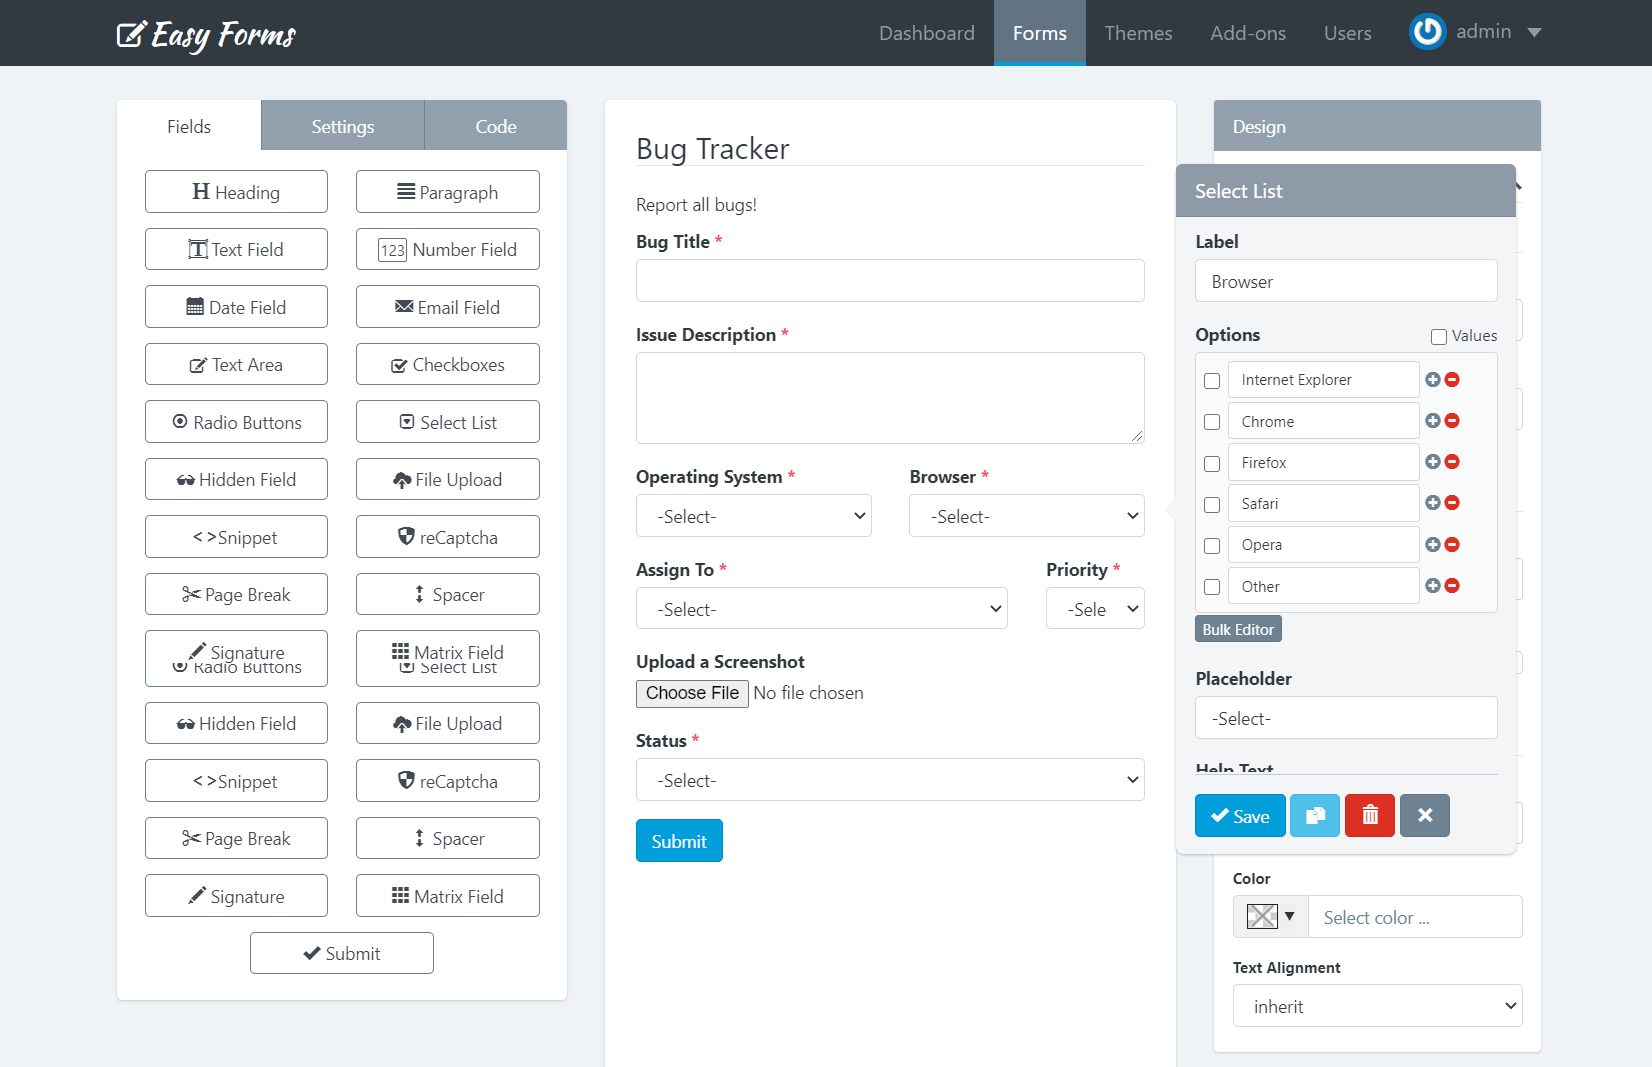 Easy Forms
Dashboard Forms Themes Add-ons Users admin
Fields Settings Code
H Heading Paragraph
Text Field 123 Number Field
Date Field Email Field
Text Area Checkboxes
Radio Buttons Select List
Hidden Field File Upload
< >Snippet reCaptcha
Page Break Spacer
Signature Matrix Field
Radio Buttons Select List
Hidden Field File Upload
< >Snippet reCaptcha
Page Break Spacer
Signature Matrix Field
Submit
Bug Tracker
Report all bugs!
Bug Title *
Issue Description *
Operating System * Browser *
-Select- -Select-
Assign To * Priority *
-Select- -Sele
Upload a Screenshot
Choose File No file chosen
Status *
-Select-
Submit
Design
Select List
Label
Browser
Options Values
Internet Explorer
Chrome
Firefox
Safari
Opera
Other
Bulk Editor
Placeholder
-Select-
Help Text
Save
Color
Select color ...
Text Alignment
inherit